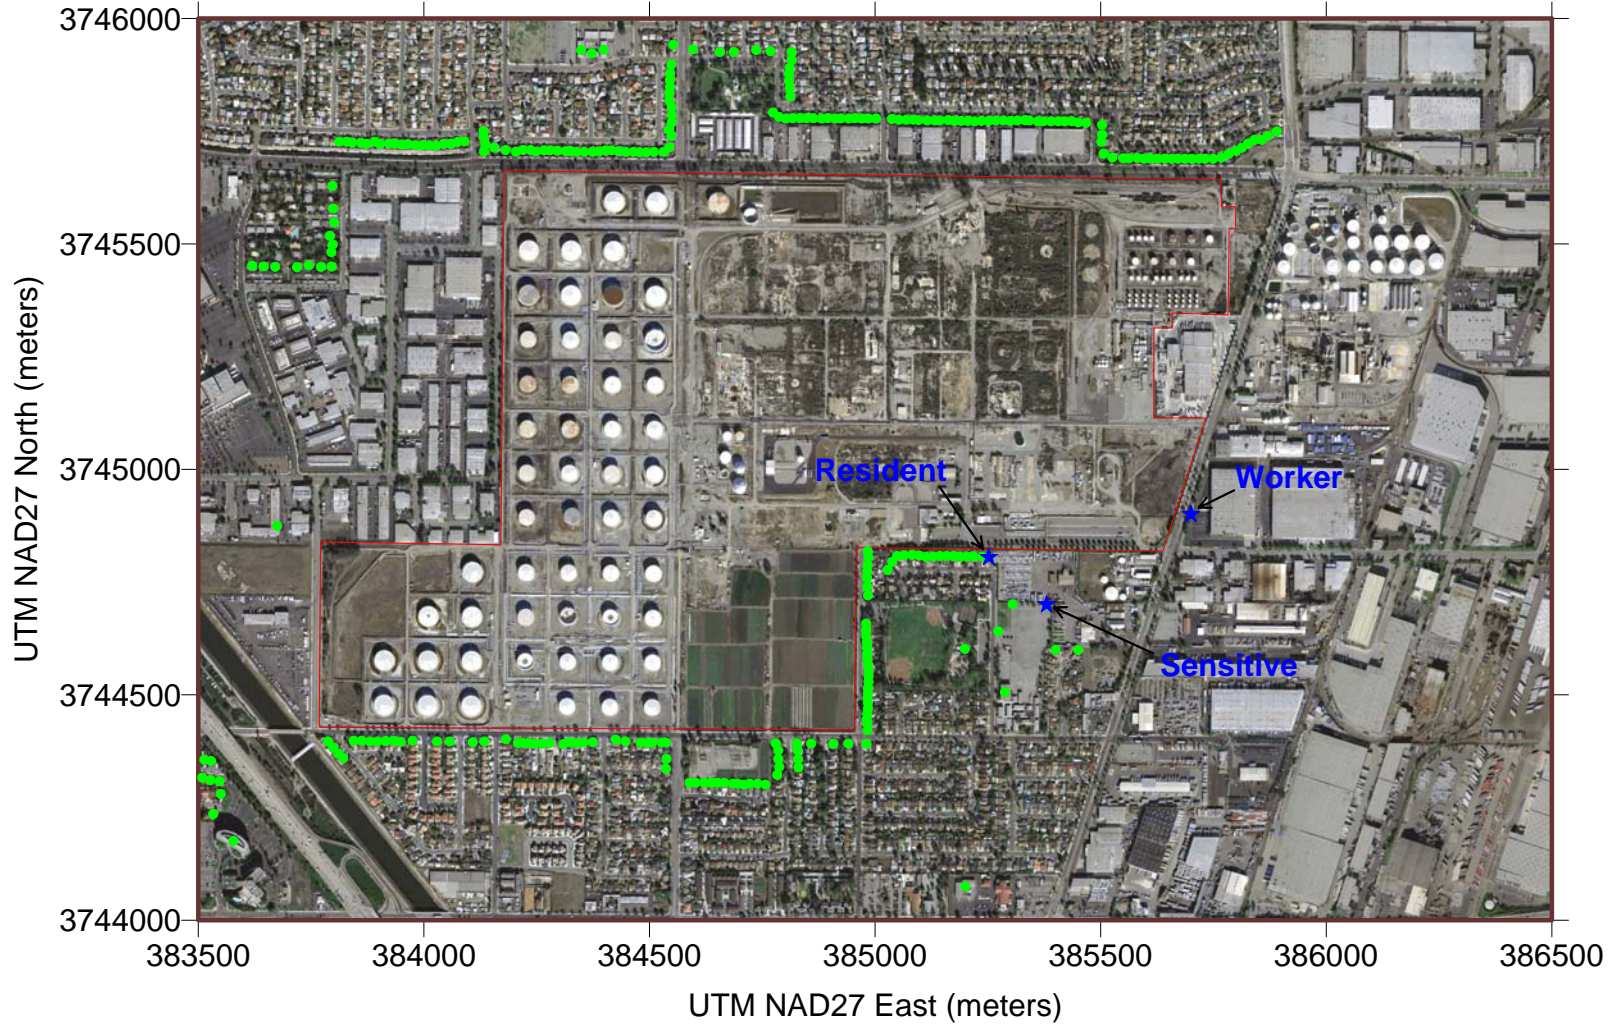 3746000
3745500
3745000
3744500
3744000
UTM NAD27 North (meters)
Resident
Worker
Sensitive
383500 384000 384500 385000 385500 386000 386500
UTM NAD27 East (meters)